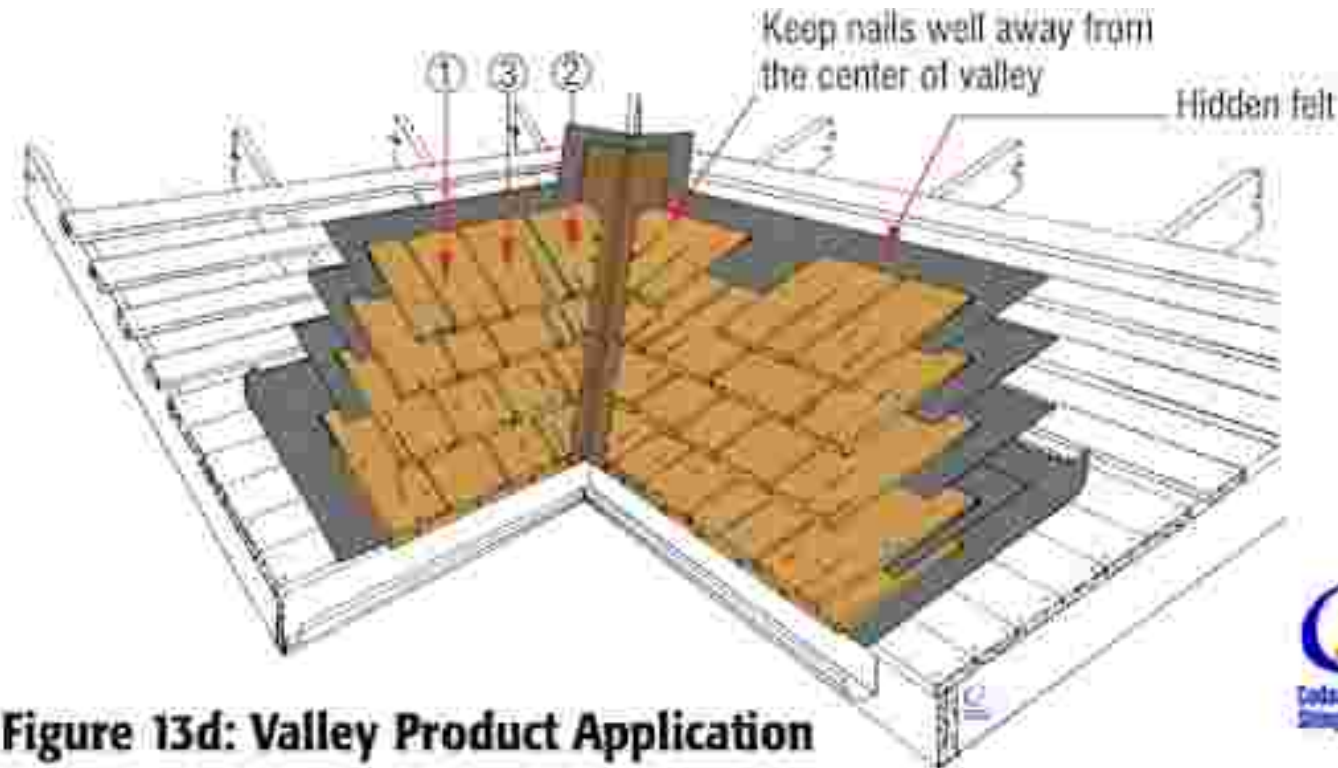 Keep nails well away from
the center of valley
① ③ ②
Hidden felt
Figure 13d: Valley Product Application